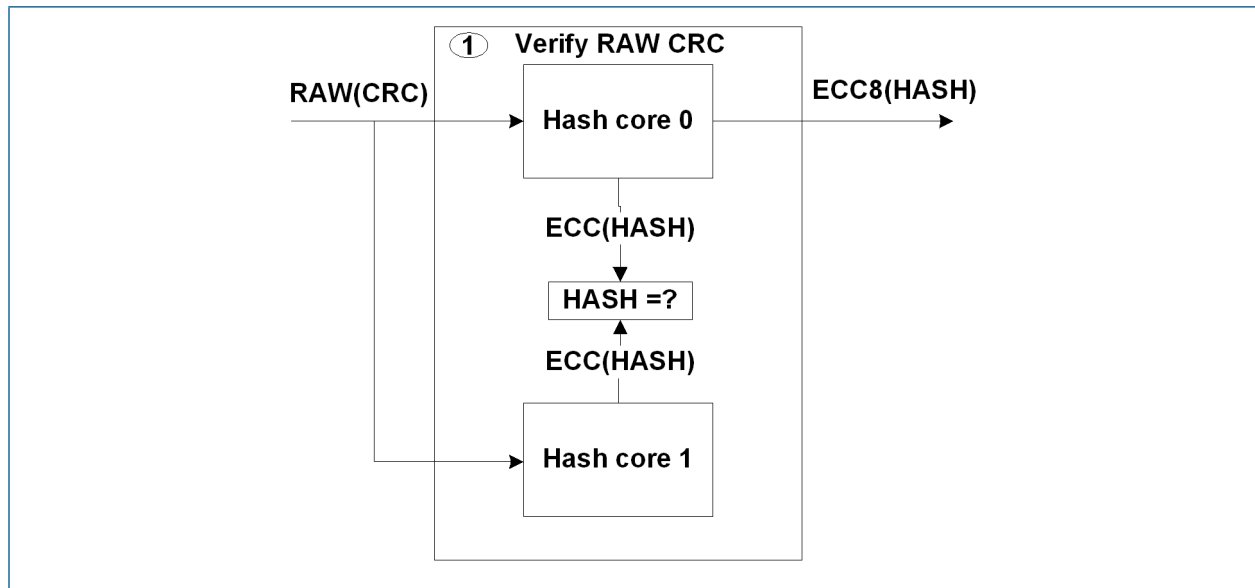 1 Verify RAW CRC
RAW(CRC)
Hash core 0
ECC8(HASH)
ECC(HASH)
HASH =?
ECC(HASH)
Hash core 1